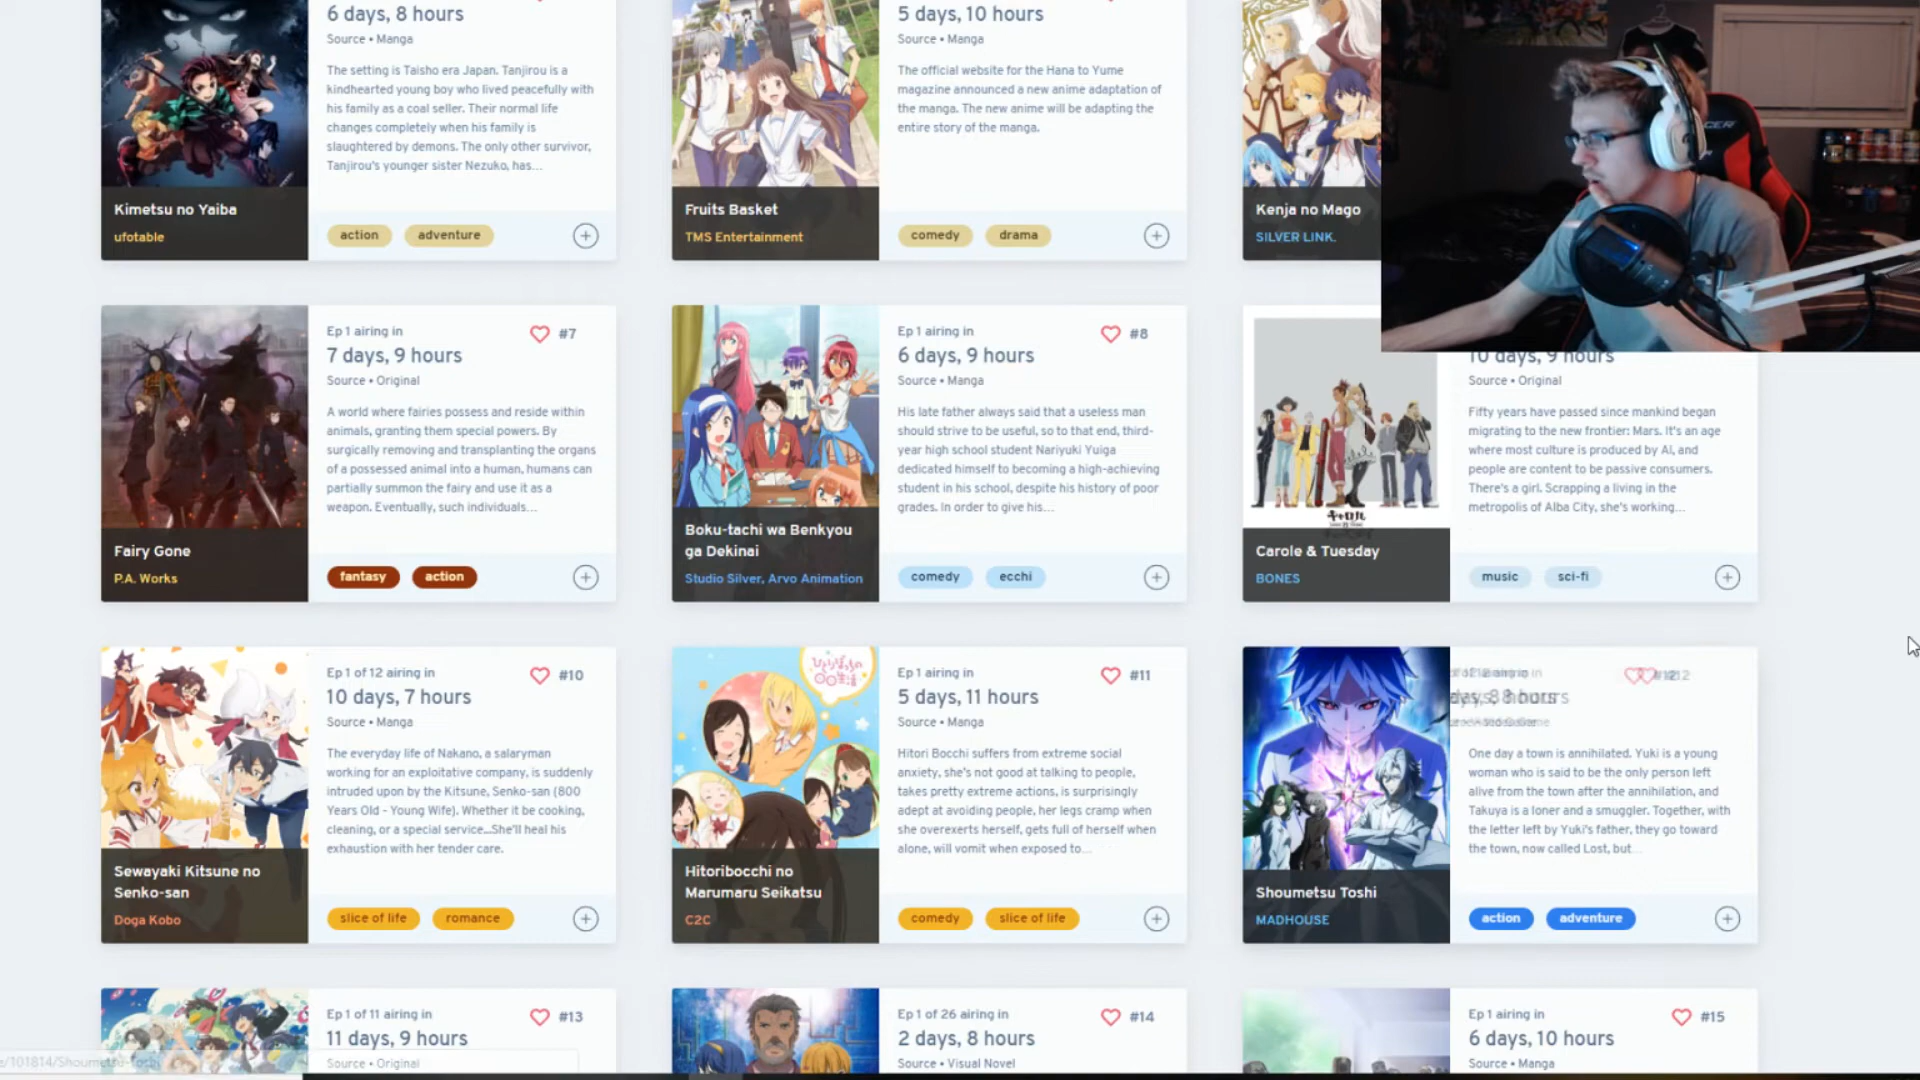 6 days, 8 hours
Source • Manga
The setting is Taisho era Japan. Tanjirou is a
kindhearted young boy who lived peacefully with
his family as a coal seller. Their normal life
changes completely when his family is
slaughtered by demons. The only other survivor,
Tanjirou's younger sister Nezuko, has...
Kimetsu no Yaiba
ufotable
action adventure
5 days, 10 hours
Source • Manga
The official website for the Hana to Yume
magazine announced a new anime adaptation of
the manga. The new anime will be adapting the
entire story of the manga.
Fruits Basket
TMS Entertainment
comedy drama
Kenja no Mago
SILVER LINK.
Ep 1 airing in
#7
7 days, 9 hours
Source • Original
A world where fairies possess and reside within
animals, granting them special powers. By
surgically removing and transplanting the organs
of a possessed animal into a human, humans can
partially summon the fairy and use it as a
weapon. Eventually, such individuals...
Fairy Gone
P.A. Works
fantasy action
Ep 1 airing in
#8
6 days, 9 hours
Source • Manga
His late father always said that a useless man
should strive to be useful, so to that end, third-
year high school student Nariyuki Yuiga
dedicated himself to becoming a high-achieving
student in his school, despite his history of poor
grades. In order to give his...
Boku-tachi wa Benkyou
ga Dekinai
Studio Silver, Arvo Animation
comedy ecchi
10 days, 9 hours
Source • Original
Fifty years have passed since mankind began
migrating to the new frontier: Mars. It's an age
where most culture is produced by AI, and
people are content to be passive consumers.
There's a girl. Scrapping a living in the
metropolis of Alba City, she's working...
Carole & Tuesday
BONES
music sci-fi
Ep 1 of 12 airing in
#10
10 days, 7 hours
Source • Manga
The everyday life of Nakano, a salaryman
working for an exploitative company, is suddenly
intruded upon by the Kitsune, Senko-san (800
Years Old - Young Wife). Whether it be cooking,
cleaning, or a special service...She'll heal his
exhaustion with her tender care.
Sewayaki Kitsune no
Senko-san
Doga Kobo
slice of life romance
Ep 1 airing in
#11
5 days, 11 hours
Source • Manga
Hitori Bocchi suffers from extreme social
anxiety, she's not good at talking to people,
takes pretty extreme actions, is surprisingly
adept at avoiding people, her legs cramp when
she overexerts herself, gets full of herself when
alone, will vomit when exposed to...
Hitoribocchi no
Marumaru Seikatsu
C2C
comedy slice of life
One day a town is annihilated. Yuki is a young
woman who is said to be the only person left
alive from the town after the annihilation, and
Takuya is a loner and a smuggler. Together, with
the letter left by Yuki's father, they go toward
the town, now called Lost, but...
Shoumetsu Toshi
MADHOUSE
action adventure
Ep 1 of 11 airing in
#13
11 days, 9 hours
Source • Original
Ep 1 of 26 airing in
#14
2 days, 8 hours
Source • Visual Novel
Ep 1 airing in
#15
6 days, 10 hours
Source • Manga
e/101814/Shoumetsu-Toshi